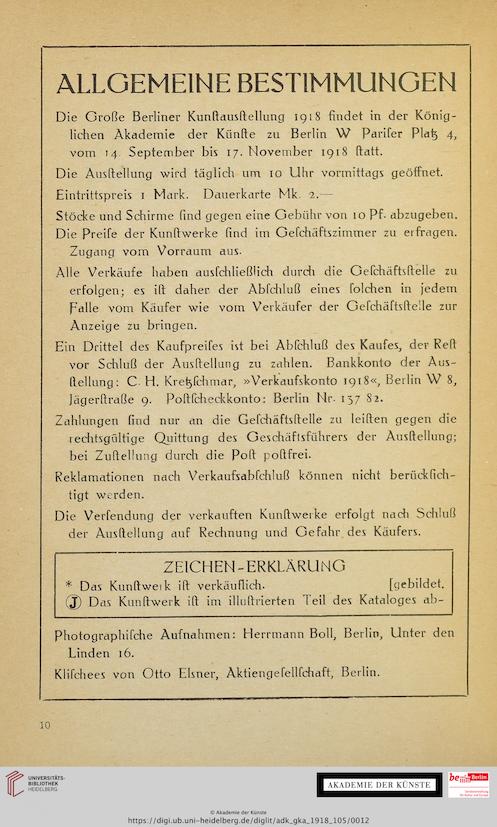 ALLGEMEINE BESTIMMUNGEN
Die Große Berliner Kunſtausſtellung 1918 findet in der König-
lichen Akademie der Künſte zu Berlin W Pariſer Platz 4,
vom 14. September bis 17. November 1918 ſtatt.
Die Ausſtellung wird täglich um 10 Uhr vormittags geöffnet.
Eintrittspreis 1 Mark. Dauerkarte Mk. 2.—
Stöcke und Schirme ſind gegen eine Gebühr von 10 Pf. abzugeben.
Die Preiſe der Kunſtwerke ſind im Geſchäftszimmer zu erfragen.
Zugang vom Vorraum aus.
Alle Verkäufe haben ausſchließlich durch die Geſchäftsſtelle zu
erfolgen; es iſt daher der Abſchluß eines ſolchen in jedem
Falle vom Käufer wie vom Verkäufer der Geſchäftsſtelle zur
Anzeige zu bringen.
Ein Drittel des Kaufpreiſes ist bei Abſchluß des Kaufes, der Reſt
vor Schluß der Ausſtellung zu zahlen. Bankkonto der Aus-
ſtellung: C. H. Kretzſchmar, »Verkaufskonto 1918«, Berlin W 8,
Jägerſtraße 9. Poſtſcheckkonto: Berlin Nr. 137 82.
Zahlungen ſind nur an die Geſchäftsſtelle zu leiſten gegen die
rechtsgültige Quittung des Geschäftsführers der Ausſtellung;
bei Zuſtellung durch die Poſt poſtfrei.
Reklamationen nach Verkaufsabſchluß können nicht berückſich-
tigt werden.
Die Verſendung der verkauften Kunſtwerke erfolgt nach Schluß
der Ausſtellung auf Rechnung und Gefahr des Käufers.
ZEICHEN-ERKLÄRUNG
* Das Kunſtwerk iſt verkäuflich. [gebildet.
Ⓙ Das Kunſtwerk iſt im illuſtrierten Teil des Kataloges ab-
Photographiſche Aufnahmen: Herrmann Boll, Berlin, Unter den
Linden 16.
Kliſchees von Otto Elsner, Aktiengeſellſchaft, Berlin.
10
UNIVERSITÄTS-
BIBLIOTHEK
HEIDELBERG
AKADEMIE DER KÜNSTE
be Berlin
© Akademie der Künste
https://digi.ub.uni-heidelberg.de/diglit/adk_gka_1918_105/0012